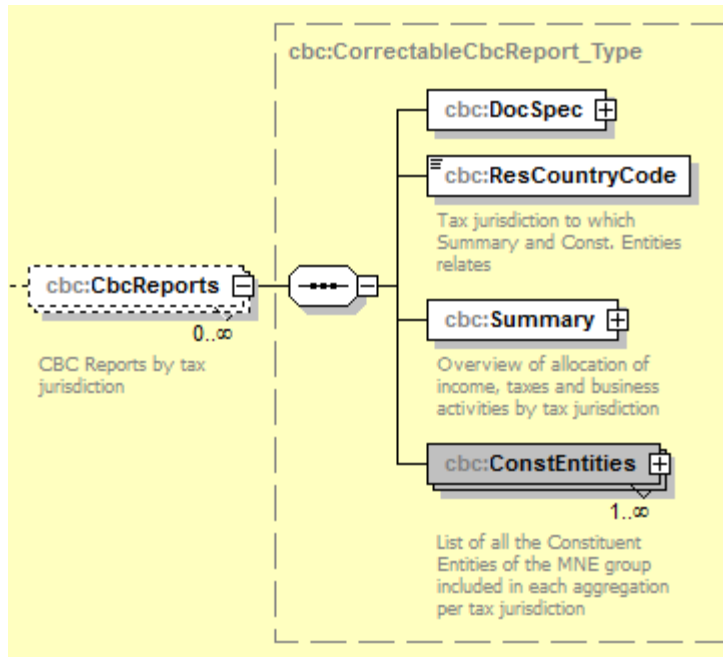 cbc:CorrectableCbcReport_Type
cbc:DocSpec
cbc:ResCountryCode
Tax jurisdiction to which
Summary and Const. Entities
relates
cbc:CbcReports
0..∞
CBC Reports by tax
jurisdiction
cbc:Summary
Overview of allocation of
income, taxes and business
activities by tax jurisdiction
cbc:ConstEntities
1..∞
List of all the Constituent
Entities of the MNE group
included in each aggregation
per tax jurisdiction